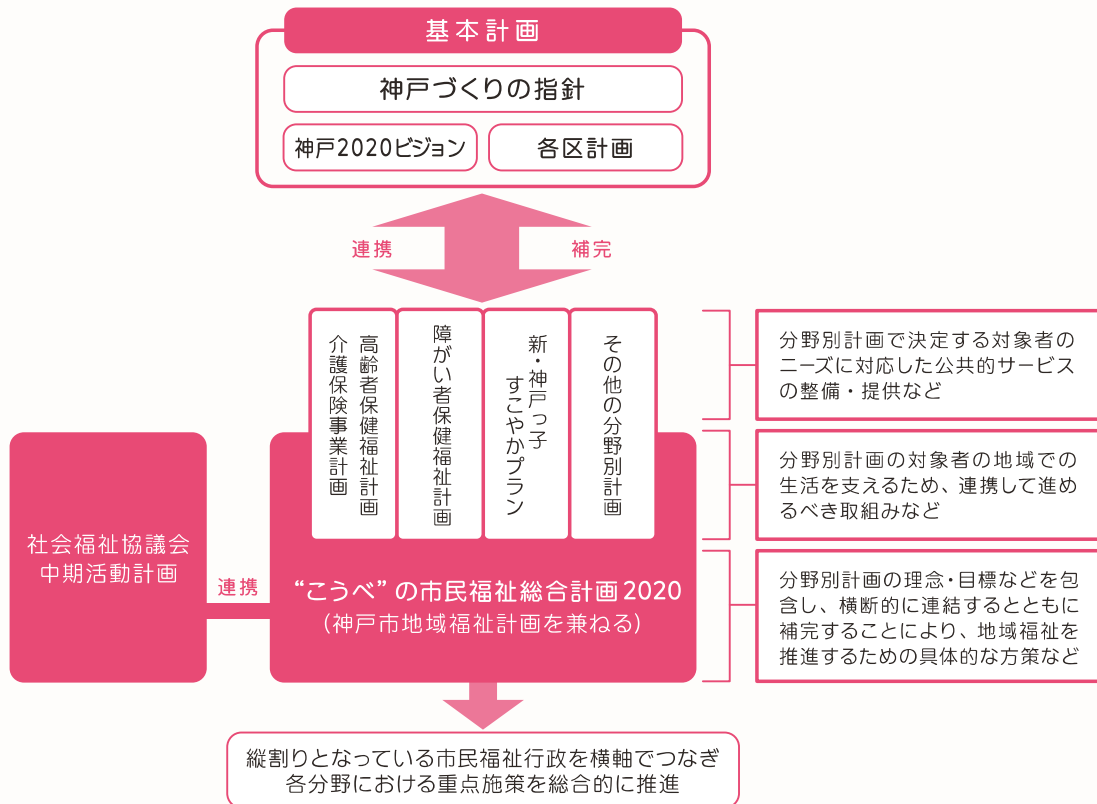 基本計画
神戸づくりの指針
神戸2020ビジョン
各区計画
連携
補完
高齢者保健福祉計画
介護保険事業計画
障がい者保健福祉計画
新・神戸っ子
すこやかプラン
その他の分野別計画
分野別計画で決定する対象者の
ニーズに対応した公共的サービス
の整備・提供など
分野別計画の対象者の地域での
生活を支えるため、連携して進め
るべき取組みなど
社会福祉協議会
中期活動計画
連携
“こうべ”の市民福祉総合計画2020
(神戸市地域福祉計画を兼ねる)
分野別計画の理念・目標などを包
含し、横断的に連結するとともに
補完することにより、地域福祉を
推進するための具体的な方策など
縦割りとなっている市民福祉行政を横軸でつなぎ
各分野における重点施策を総合的に推進